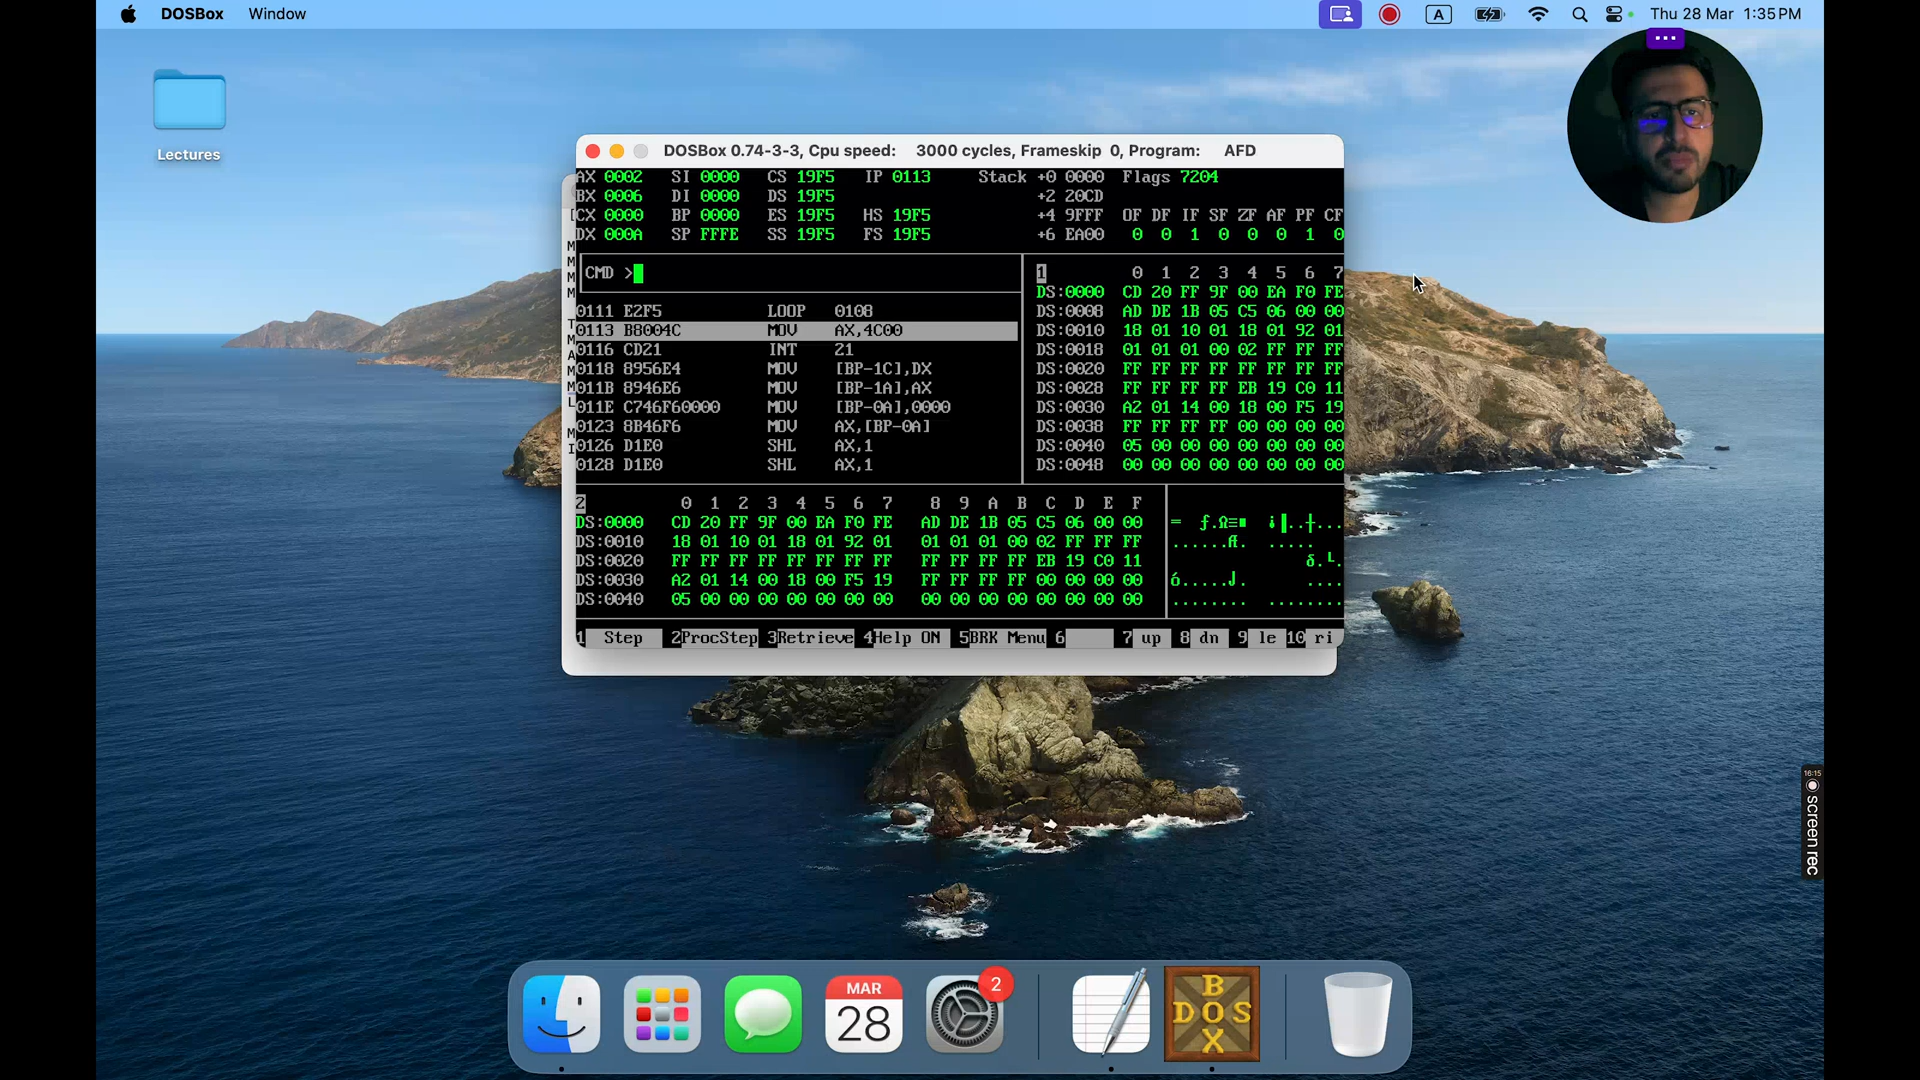 DOSBox Window
A Thu 28 Mar 1:35 PM
Lectures
DOSBox 0.74-3-3, Cpu speed: 3000 cycles, Frameskip 0, Program: AFD
AX 0002 SI 0000 CS 19F5 IP 0113 Stack +0 0000 Flags 7204
BX 0006 DI 0000 DS 19F5 +2 20CD
CX 0000 BP 0000 ES 19F5 HS 19F5 +4 9FFF OF DF IF SF ZF AF PF CF
DX 000A SP FFFE SS 19F5 FS 19F5 +6 EA00 0 0 1 0 0 0 1 0
CMD >
0111 E2F5 LOOP 0108
0113 B8004C MOV AX,4C00
0116 CD21 INT 21
0118 8956E4 MOV [BP-1C],DX
011B 8946E6 MOV [BP-1A],AX
011E C746F60000 MOV [BP-0A],0000
0123 8B46F6 MOV AX,[BP-0A]
0126 D1E0 SHL AX,1
0128 D1E0 SHL AX,1
1 0 1 2 3 4 5 6 7
DS:0000 CD 20 FF 9F 00 EA F0 FE
DS:0008 AD DE 1B 05 C5 06 00 00
DS:0010 18 01 10 01 18 01 92 01
DS:0018 01 01 01 00 02 FF FF FF
DS:0020 FF FF FF FF FF FF FF FF
DS:0028 FF FF FF FF EB 19 C0 11
DS:0030 A2 01 14 00 18 00 F5 19
DS:0038 FF FF FF FF 00 00 00 00
DS:0040 05 00 00 00 00 00 00 00
DS:0048 00 00 00 00 00 00 00 00
2 0 1 2 3 4 5 6 7 8 9 A B C D E F
DS:0000 CD 20 FF 9F 00 EA F0 FE AD DE 1B 05 C5 06 00 00
DS:0010 18 01 10 01 18 01 92 01 01 01 01 00 02 FF FF FF
DS:0020 FF FF FF FF FF FF FF FF FF FF FF FF EB 19 C0 11
DS:0030 A2 01 14 00 18 00 F5 19 FF FF FF FF 00 00 00 00
DS:0040 05 00 00 00 00 00 00 00 00 00 00 00 00 00 00 00
= ƒ.Ω≡■ ¡▐..┼...
......ff. .....
δ.└.
ó.....J. ....
........ ........
1 Step 2ProcStep 3Retrieve 4Help ON 5BRK Menu 6 7 up 8 dn 9 le 10 ri
16:15
screen rec
MAR
28
2
BOX
DOS